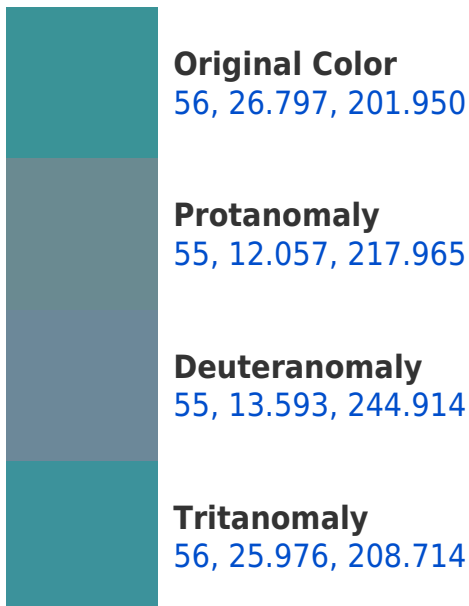 Original Color
56, 26.797, 201.950
Protanomaly
55, 12.057, 217.965
Deuteranomaly
55, 13.593, 244.914
Tritanomaly
56, 25.976, 208.714